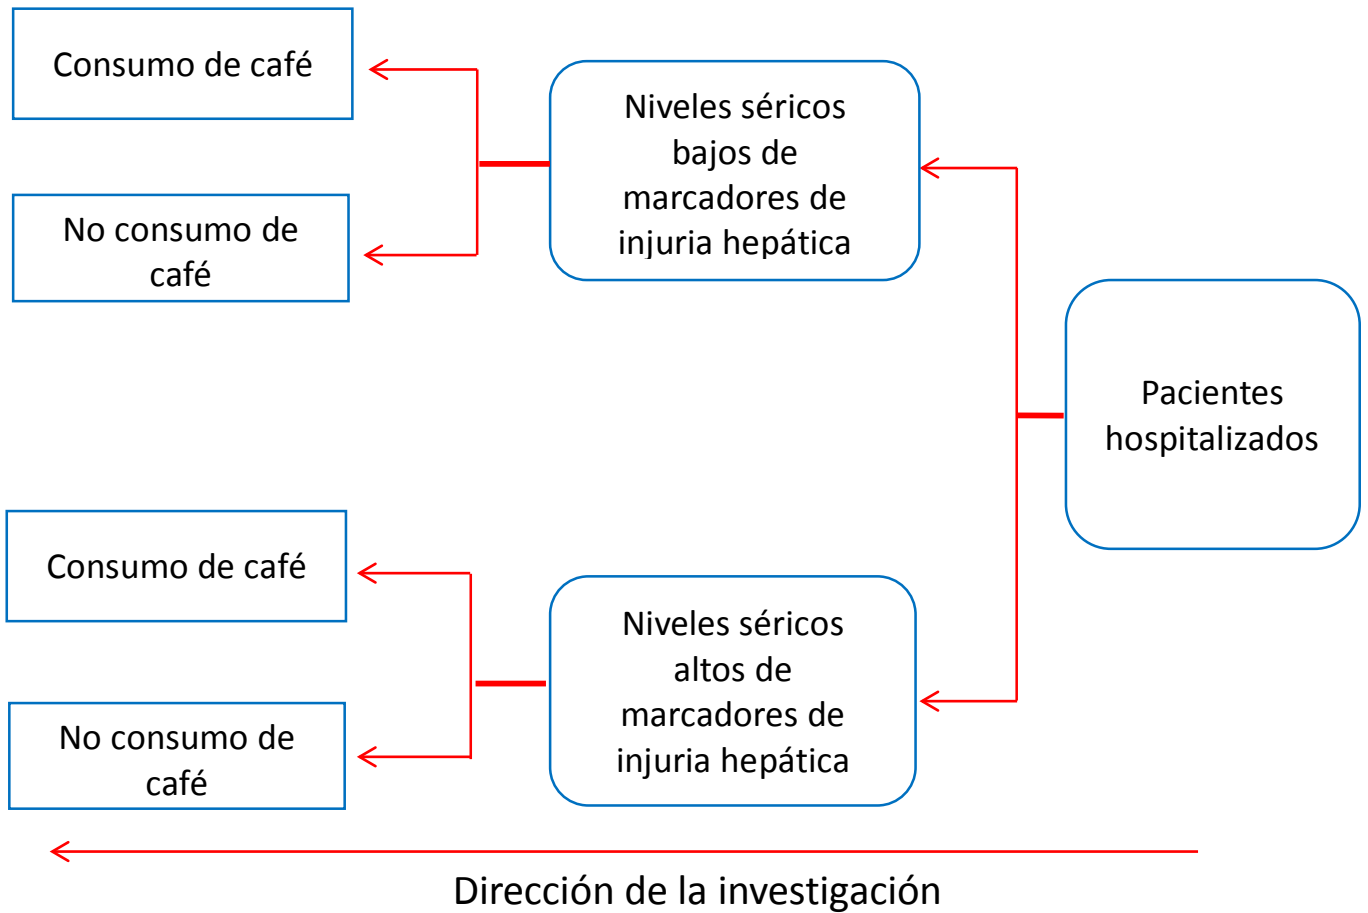 Consumo de café
No consumo de
café
Niveles séricos
bajos de
marcadores de
injuria hepática
Pacientes
hospitalizados
Consumo de café
No consumo de
café
Niveles séricos
altos de
marcadores de
injuria hepática
Dirección de la investigación